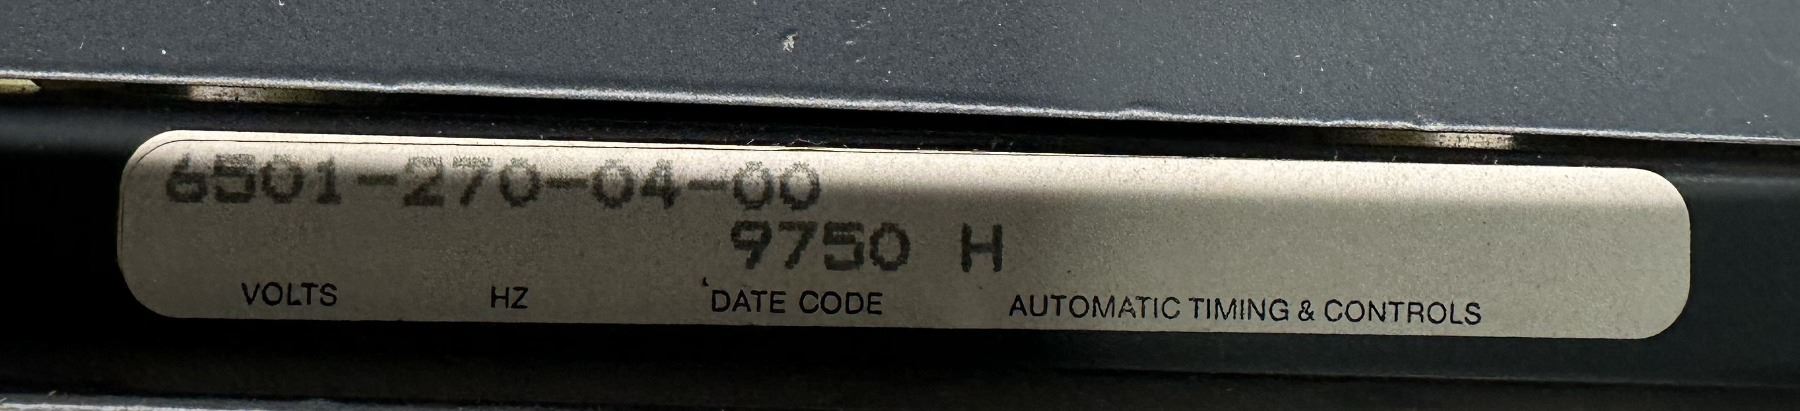 6501-270-04-00
9750 H
VOLTS HZ DATE CODE AUTOMATIC TIMING & CONTROLS